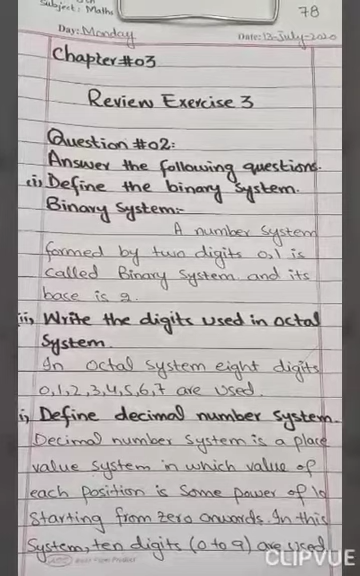 Subject: Maths
78
Day: Monday
Date: 13-July-2020
Chapter #03
Review Exercise 3
Question #02:
Answer the following questions.
(i) Define the binary system.
Binary System:-
A number system
formed by two digits 0,1 is
called Binary System and its
base is 2.
ii, Write the digits used in octal
System.
In octal system eight digits
0,1,2,3,4,5,6,7 are used.
i, Define decimal number system.
Decimal number system is a place
value system in which value of
each position is some power of 10
Starting from zero onwards. In this
System, ten digits (0 to 9) are used
CLIPVUE